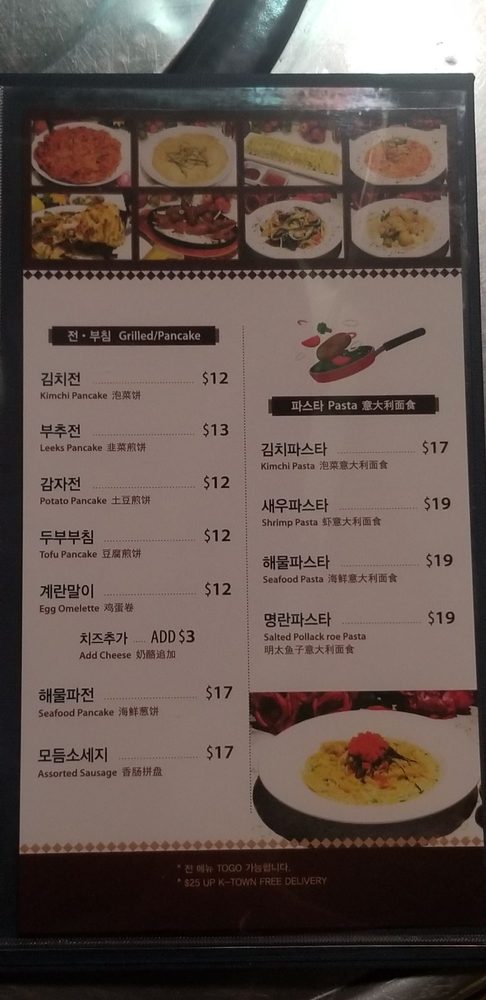 전·부침 Grilled/Pancake
김치전 $12
Kimchi Pancake 泡菜饼
부추전 $13
Leeks Pancake 韭菜煎饼
감자전 $12
Potato Pancake 土豆煎饼
두부부침 $12
Tofu Pancake 豆腐煎饼
계란말이 $12
Egg Omelette 鸡蛋卷
치즈추가 ADD $3
Add Cheese 奶酪追加
해물파전 $17
Seafood Pancake 海鲜葱饼
모듬소세지 $17
Assorted Sausage 香肠拼盘
파스타 Pasta 意大利面食
김치파스타 $17
Kimchi Pasta 泡菜意大利面食
새우파스타 $19
Shrimp Pasta 虾意大利面食
해물파스타 $19
Seafood Pasta 海鲜意大利面食
명란파스타 $19
Salted Pollack roe Pasta
明太鱼子意大利面食
* 전 메뉴 TOGO 가능합니다.
* $25 UP K-TOWN FREE DELIVERY